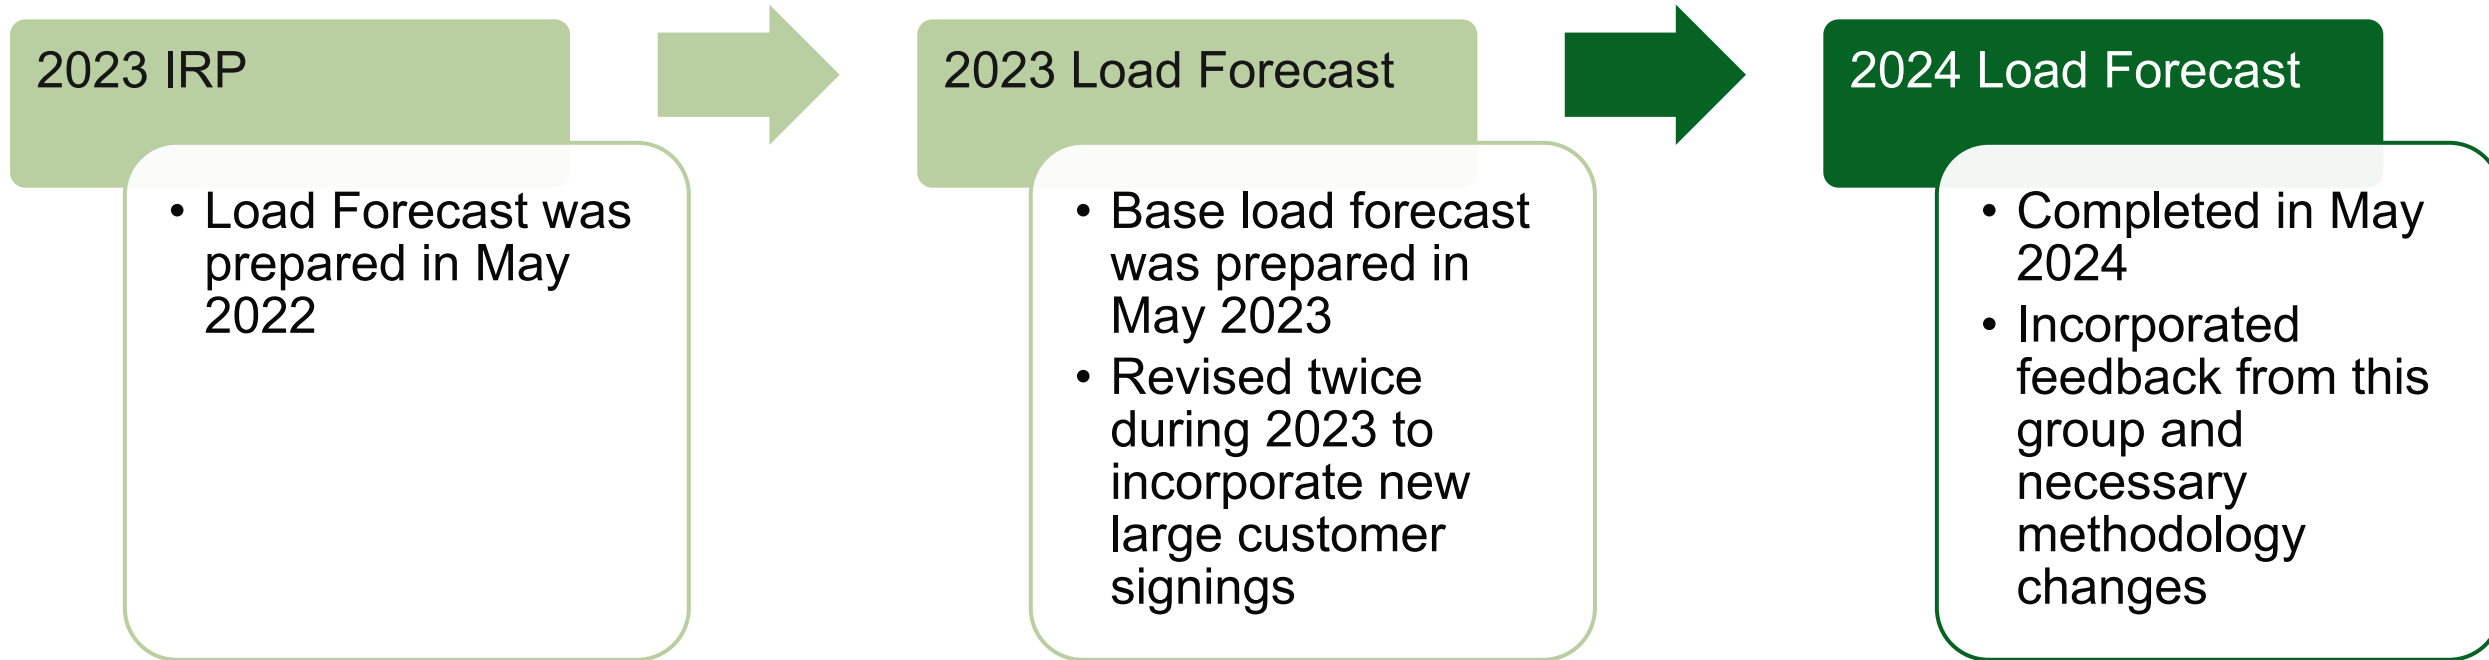 2023 IRP
• Load Forecast was
prepared in May
2022
2023 Load Forecast
• Base load forecast
was prepared in
May 2023
• Revised twice
during 2023 to
incorporate new
large customer
signings
2024 Load Forecast
• Completed in May
2024
• Incorporated
feedback from this
group and
necessary
methodology
changes